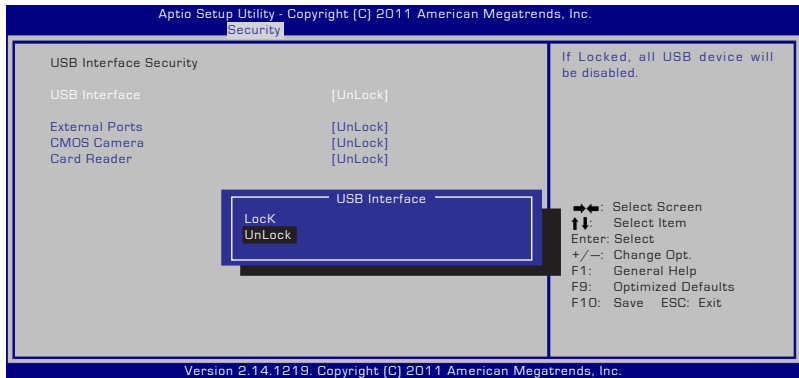 Aptio Setup Utility - Copyright (C) 2011 American Megatrends, Inc.
Security
USB Interface Security
USB Interface [UnLock]
External Ports [UnLock]
CMOS Camera [UnLock]
Card Reader [UnLock]
USB Interface
LocK
UnLock
If Locked, all USB device will
be disabled.
→←: Select Screen
↑↓: Select Item
Enter: Select
+/—: Change Opt.
F1: General Help
F9: Optimized Defaults
F10: Save ESC: Exit
Version 2.14.1219. Copyright (C) 2011 American Megatrends, Inc.